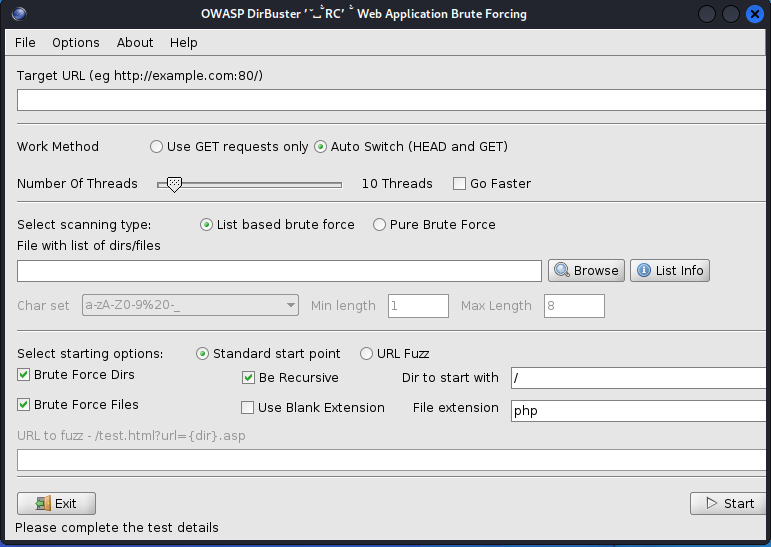 OWASP DirBuster RC Web Application Brute Forcing
File Options About Help
Target URL (eg http://example.com:80/)
Work Method Use GET requests only Auto Switch (HEAD and GET)
Number Of Threads 10 Threads Go Faster
Select scanning type: List based brute force Pure Brute Force
File with list of dirs/files
Browse List Info
Char set a-zA-Z0-9%20-_ Min length 1 Max Length 8
Select starting options: Standard start point URL Fuzz
Brute Force Dirs Be Recursive Dir to start with /
Brute Force Files Use Blank Extension File extension php
URL to fuzz - /test.html?url={dir}.asp
Exit Start
Please complete the test details